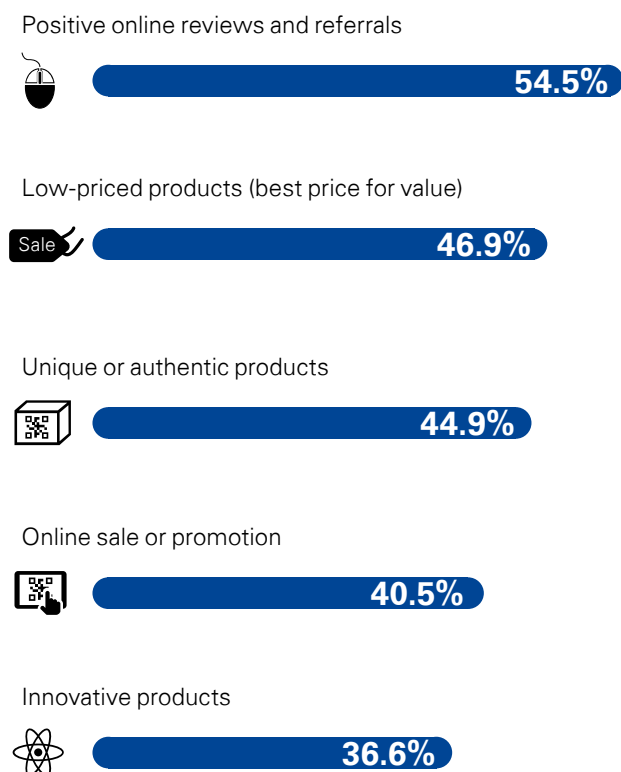 Positive online reviews and referrals
54.5%
Low-priced products (best price for value)
Sale
46.9%
Unique or authentic products
44.9%
Online sale or promotion
40.5%
Innovative products
36.6%